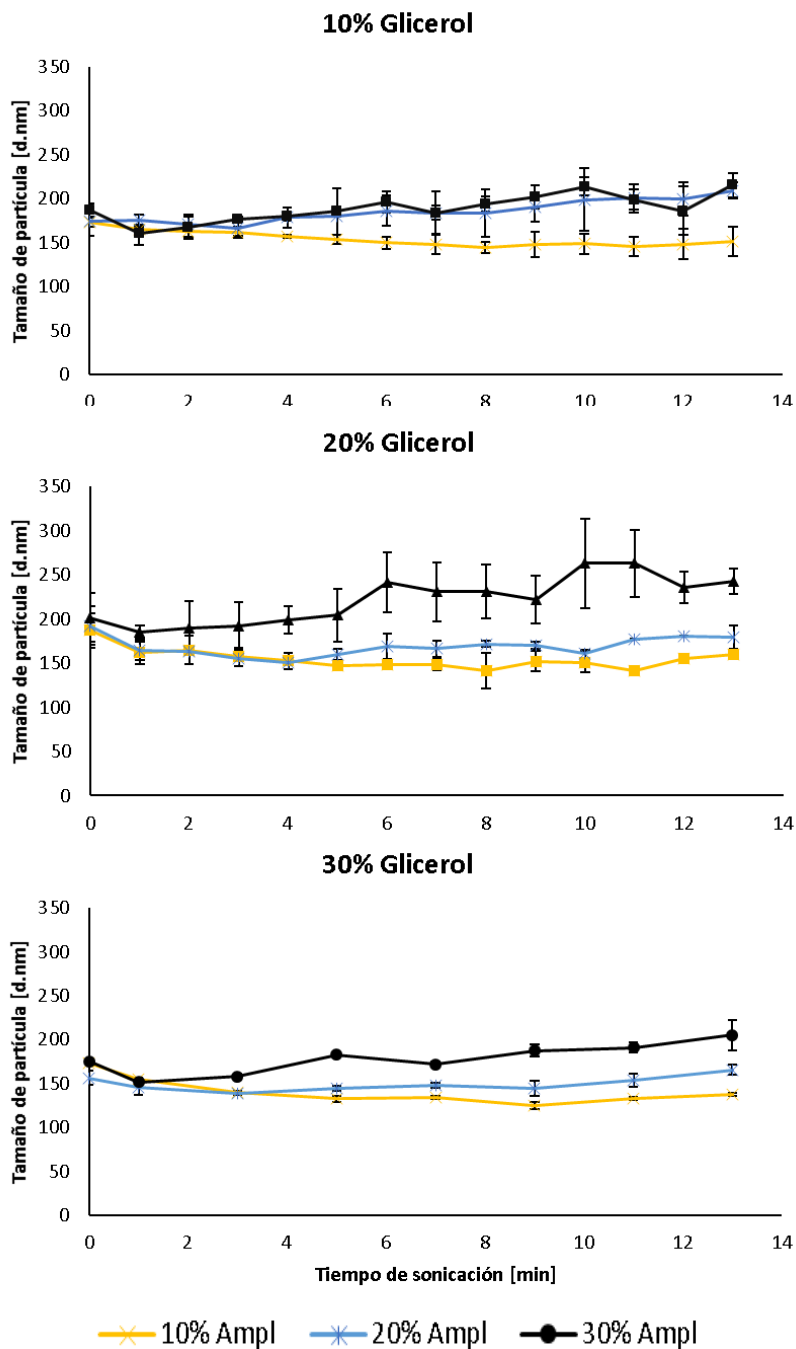 10% Glicerol
Tamaño de partícula [d.nm]
350
300
250
200
150
100
50
0
0 2 4 6 8 10 12 14
20% Glicerol
Tamaño de partícula [d.nm]
350
300
250
200
150
100
50
0
0 2 4 6 8 10 12 14
30% Glicerol
Tamaño de partícula [d.nm]
350
300
250
200
150
100
50
0
0 2 4 6 8 10 12 14
Tiempo de sonicación [min]
10% Ampl 20% Ampl 30% Ampl